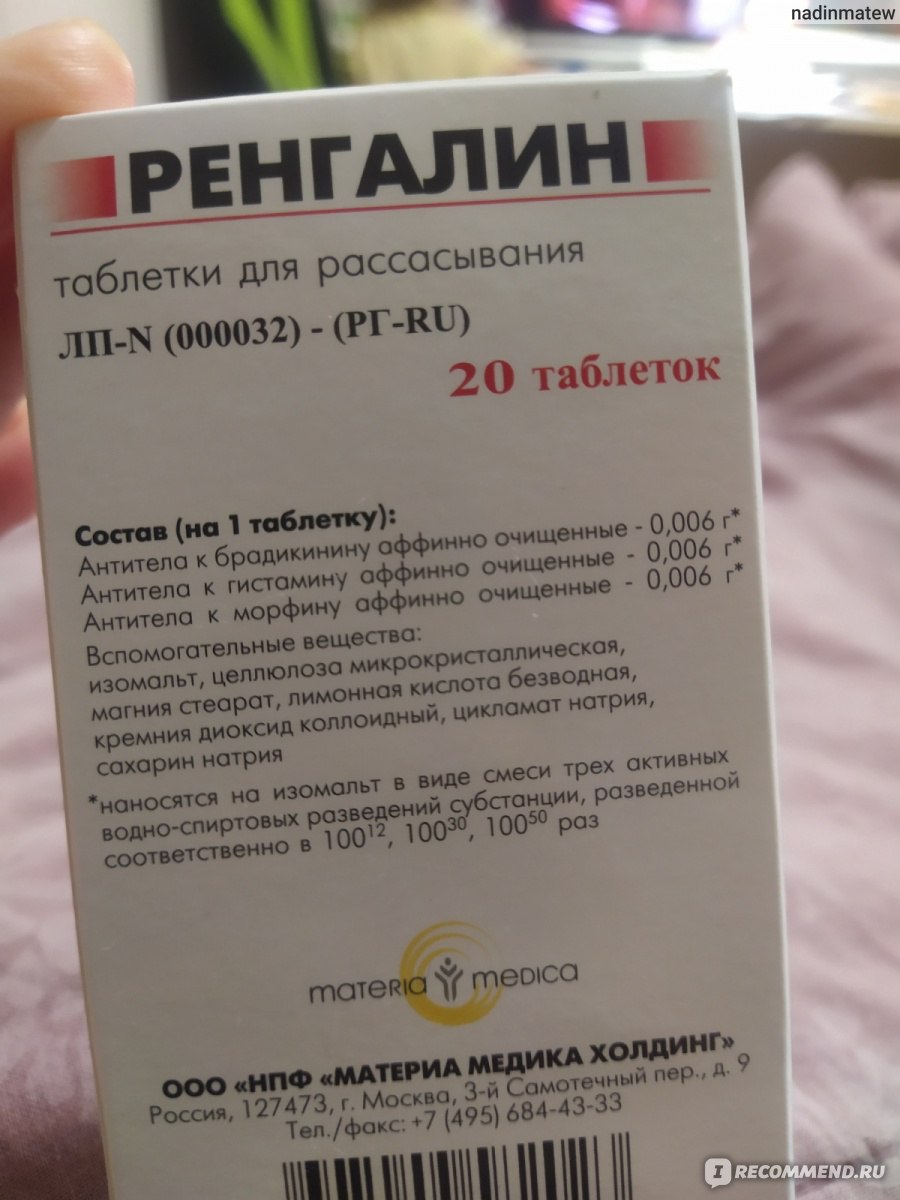 nadinmatew
РЕНГАЛИН
таблетки для рассасывания
ЛП-N (000032) - (РГ-RU)
20 таблеток
Состав (на 1 таблетку):
Антитела к брадикинину аффинно очищенные - 0,006 г*
Антитела к гистамину аффинно очищенные - 0,006 г*
Антитела к морфину аффинно очищенные - 0,006 г*
Вспомогательные вещества:
изомальт, целлюлоза микрокристаллическая,
магния стеарат, лимонная кислота безводная,
кремния диоксид коллоидный, цикламат натрия,
сахарин натрия
*наносятся на изомальт в виде смеси трех активных
водно-спиртовых разведений субстанции, разведенной
соответственно в 100¹², 100³⁰, 100⁵⁰ раз
materia medica
ООО «НПФ «МАТЕРИА МЕДИКА ХОЛДИНГ»
Россия, 127473, г. Москва, 3-й Самотечный пер., д. 9
Тел./факс: +7 (495) 684-43-33
I RECOMMEND.RU